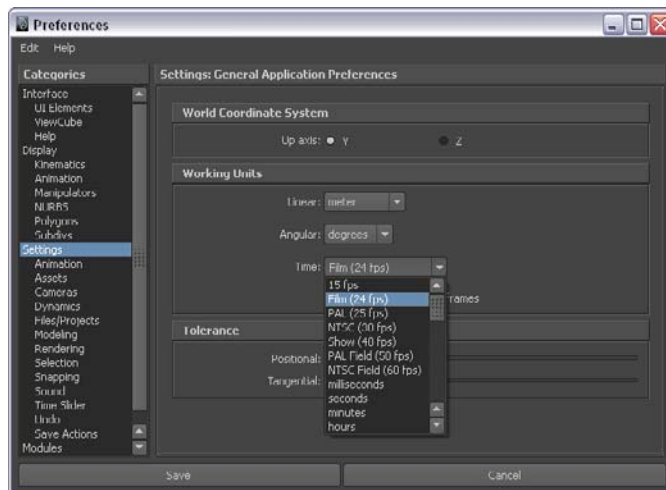 Preferences
Edit Help
Categories
Interface
UI Elements
ViewCube
Help
Display
Kinematics
Animation
Manipulators
NURBS
Polygons
Subdivs
Settings
Animation
Assets
Cameras
Dynamics
Files/Projects
Modeling
Rendering
Selection
Snapping
Sound
Time Slider
Undo
Save Actions
Modules
Settings: General Application Preferences
World Coordinate System
Up axis: Y Z
Working Units
Linear: meter
Angular: degrees
Time: Film (24 fps)
15 fps
Film (24 fps)
rames
PAL (25 fps)
NTSC (30 fps)
Show (48 fps)
PAL Field (50 fps)
NTSC Field (60 fps)
milliseconds
seconds
minutes
hours
Tolerance
Positional:
Tangential:
Save Cancel